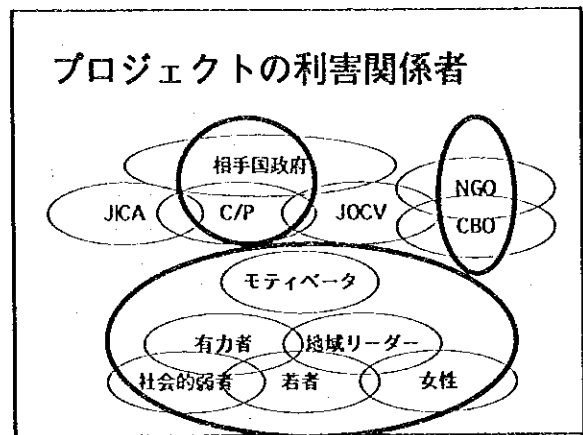 プロジェクトの利害関係者
相手国政府
JICA C/P JOCV NGO
CBO
モティベータ
有力者 地域リーダー
社会的弱者 若者 女性